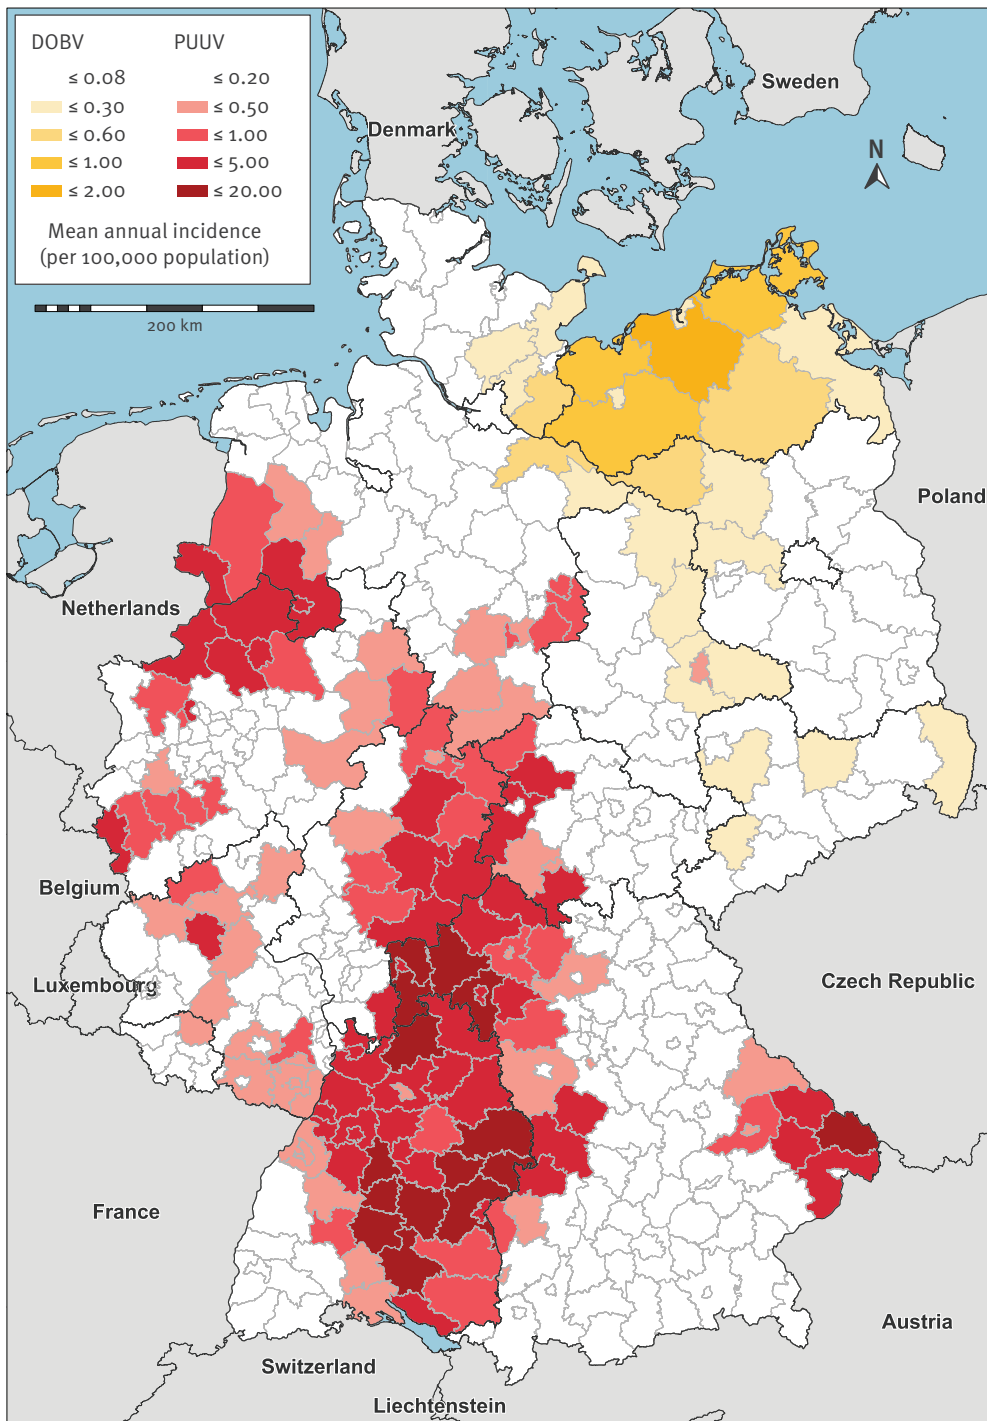 DOBV PUUV
≤ 0.08 ≤ 0.20
≤ 0.30 ≤ 0.50
≤ 0.60 ≤ 1.00
≤ 1.00 ≤ 5.00
≤ 2.00 ≤ 20.00
Mean annual incidence
(per 100,000 population)
200 km
Sweden
Denmark
N
Poland
Netherlands
Belgium
Luxembourg
Czech Republic
France
Austria
Switzerland
Liechtenstein